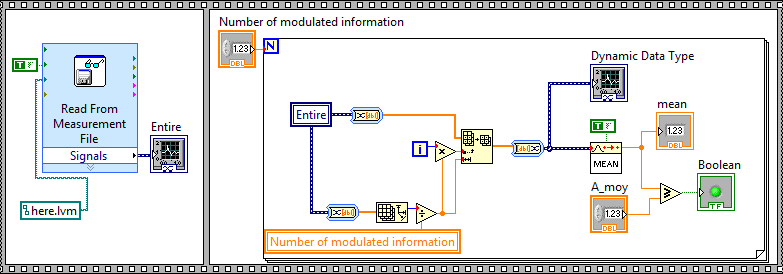 Number of modulated information
1.23
DBL
N
Dynamic Data Type
T F
Read From
Measurement
File
Signals
Entire
here.lvm
Entire
i
T F
MEAN
mean
1.23
DBL
A_moy
1.23
DBL
Boolean
TF
Number of modulated information